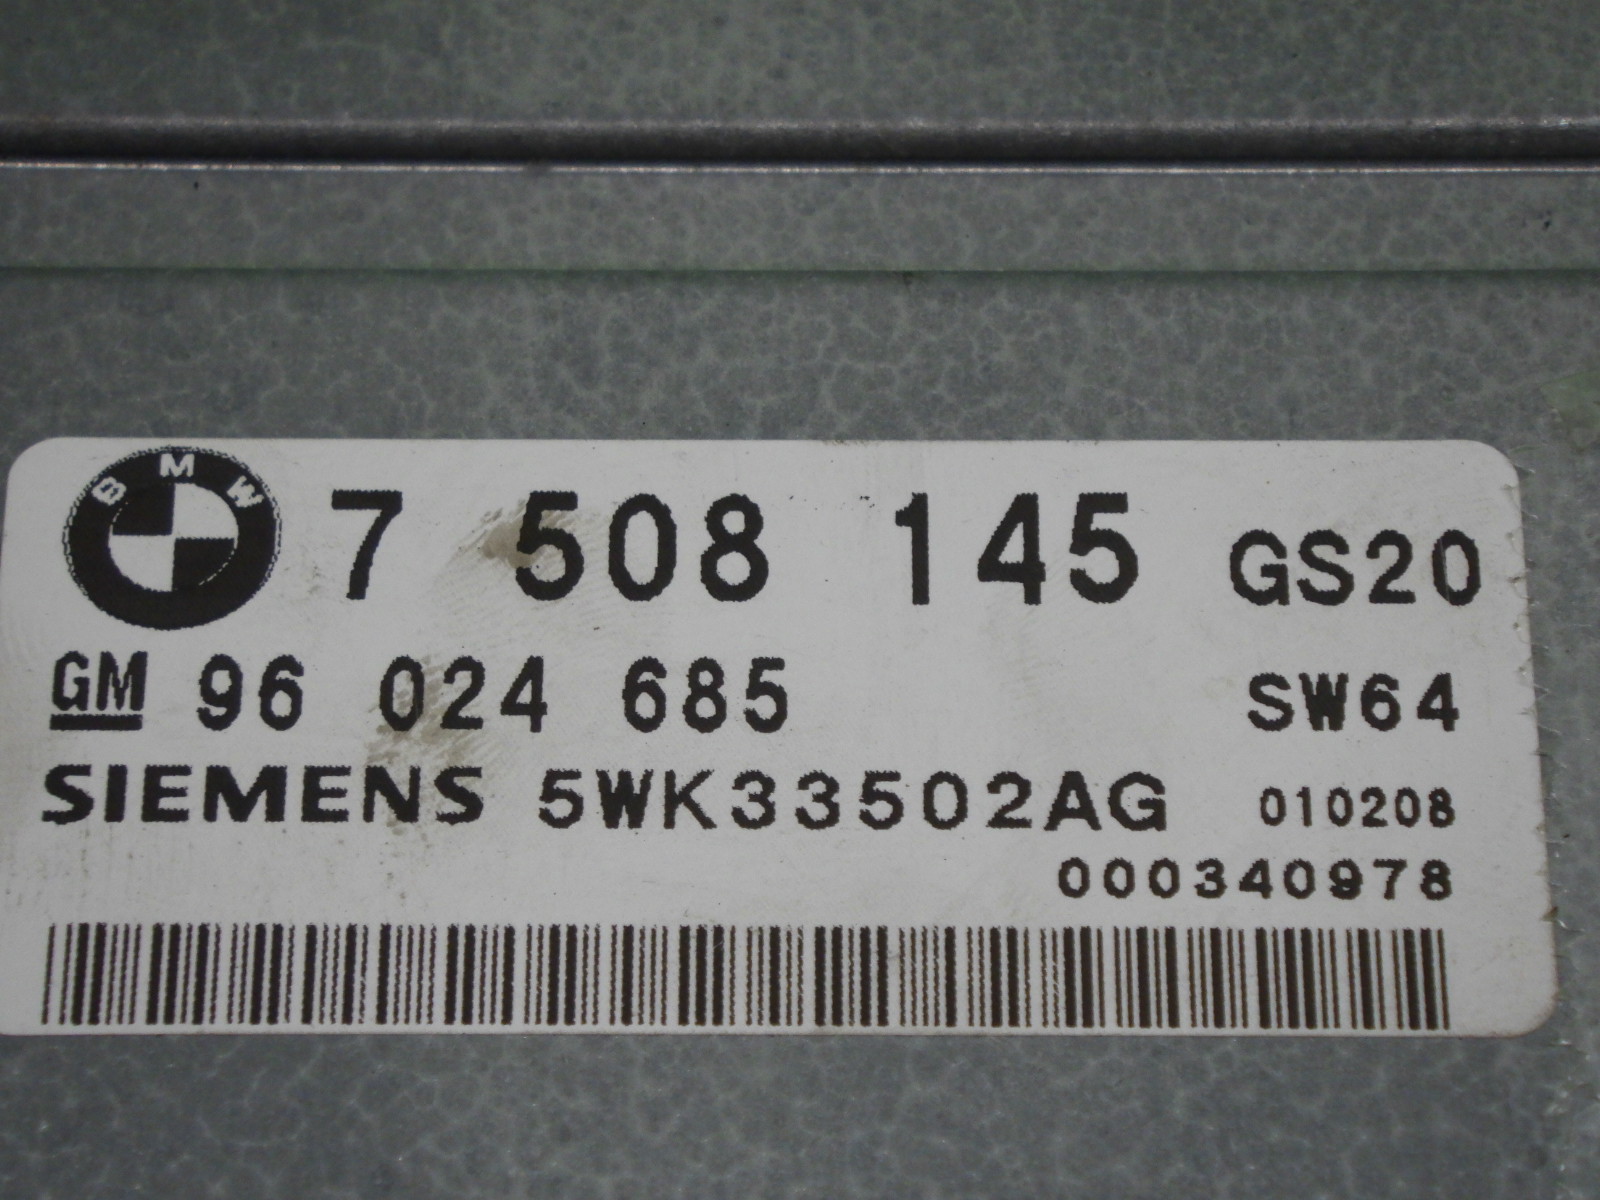 BMW 7 508 145 GS20
GM 96 024 685 SW64
SIEMENS 5WK33502AG 010208
000340978